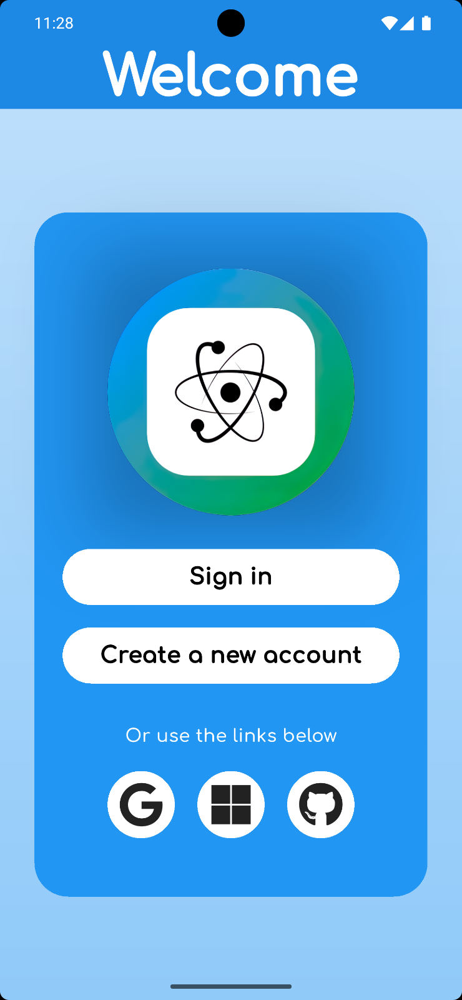 11:28
Welcome
Sign in
Create a new account
Or use the links below